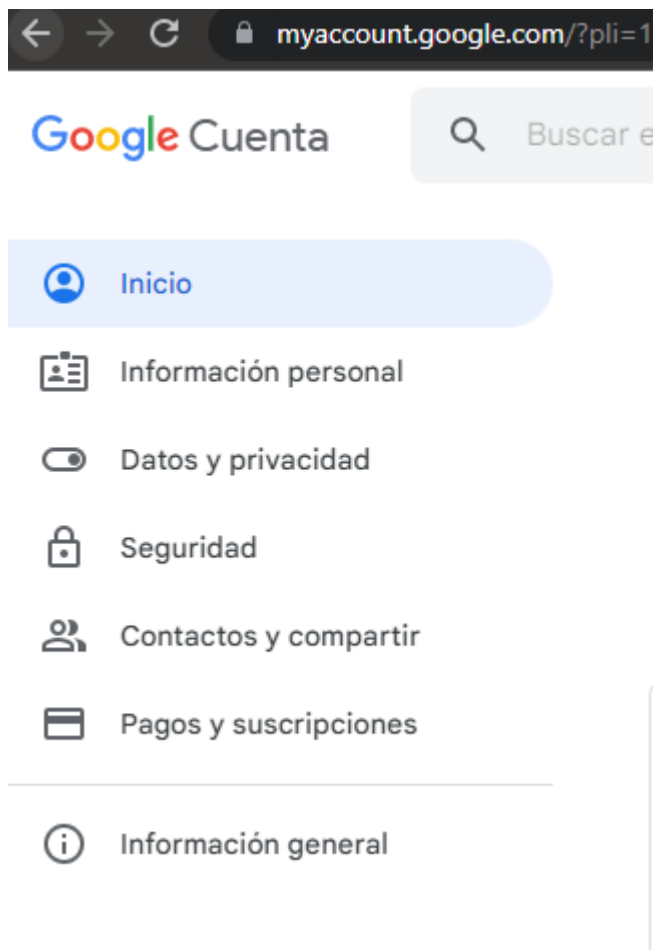 myaccount.google.com/?pli=1
Google Cuenta
Buscar e
Inicio
Información personal
Datos y privacidad
Seguridad
Contactos y compartir
Pagos y suscripciones
Información general